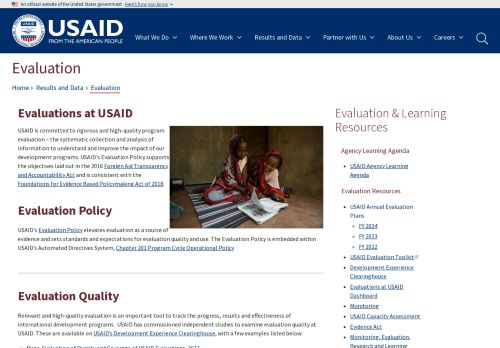 An official website of the United States government Here's how you know
USAID
FROM THE AMERICAN PEOPLE
What We Do
Where We Work
Results and Data
Partner with Us
About Us
Careers
Evaluation
Home › Results and Data › Evaluation
Evaluations at USAID
USAID is committed to rigorous and high-quality program
evaluation – the systematic collection and analysis of
information to understand and improve the impact of our
development programs. USAID's Evaluation Policy supports
the objectives laid out in the 2016 Foreign Aid Transparency
and Accountability Act and is consistent with the
Foundations for Evidence Based Policymaking Act of 2018.
Evaluation Policy
USAID's Evaluation Policy elevates evaluation as a source of
evidence and sets standards and expectations for evaluation quality and use. The Evaluation Policy is embedded within
USAID's Automated Directives System, Chapter 201 Program Cycle Operational Policy.
Evaluation Quality
Relevant and high-quality evaluation is an important tool to track the progress, results and effectiveness of
international development programs. USAID has commissioned independent studies to examine evaluation quality at
USAID. These are available on USAID's Development Experience Clearinghouse, with a few examples listed below:
Evaluation & Learning
Resources
Agency Learning Agenda
USAID Agency Learning
Agenda
Evaluation Resources
USAID Annual Evaluation
Plans
FY 2024
FY 2023
FY 2022
USAID Evaluation Toolkit
Development Experience
Clearinghouse
Evaluations at USAID
Dashboard
Monitoring
USAID Capacity Assessment
Evidence Act
Monitoring, Evaluation,
Research and Learning